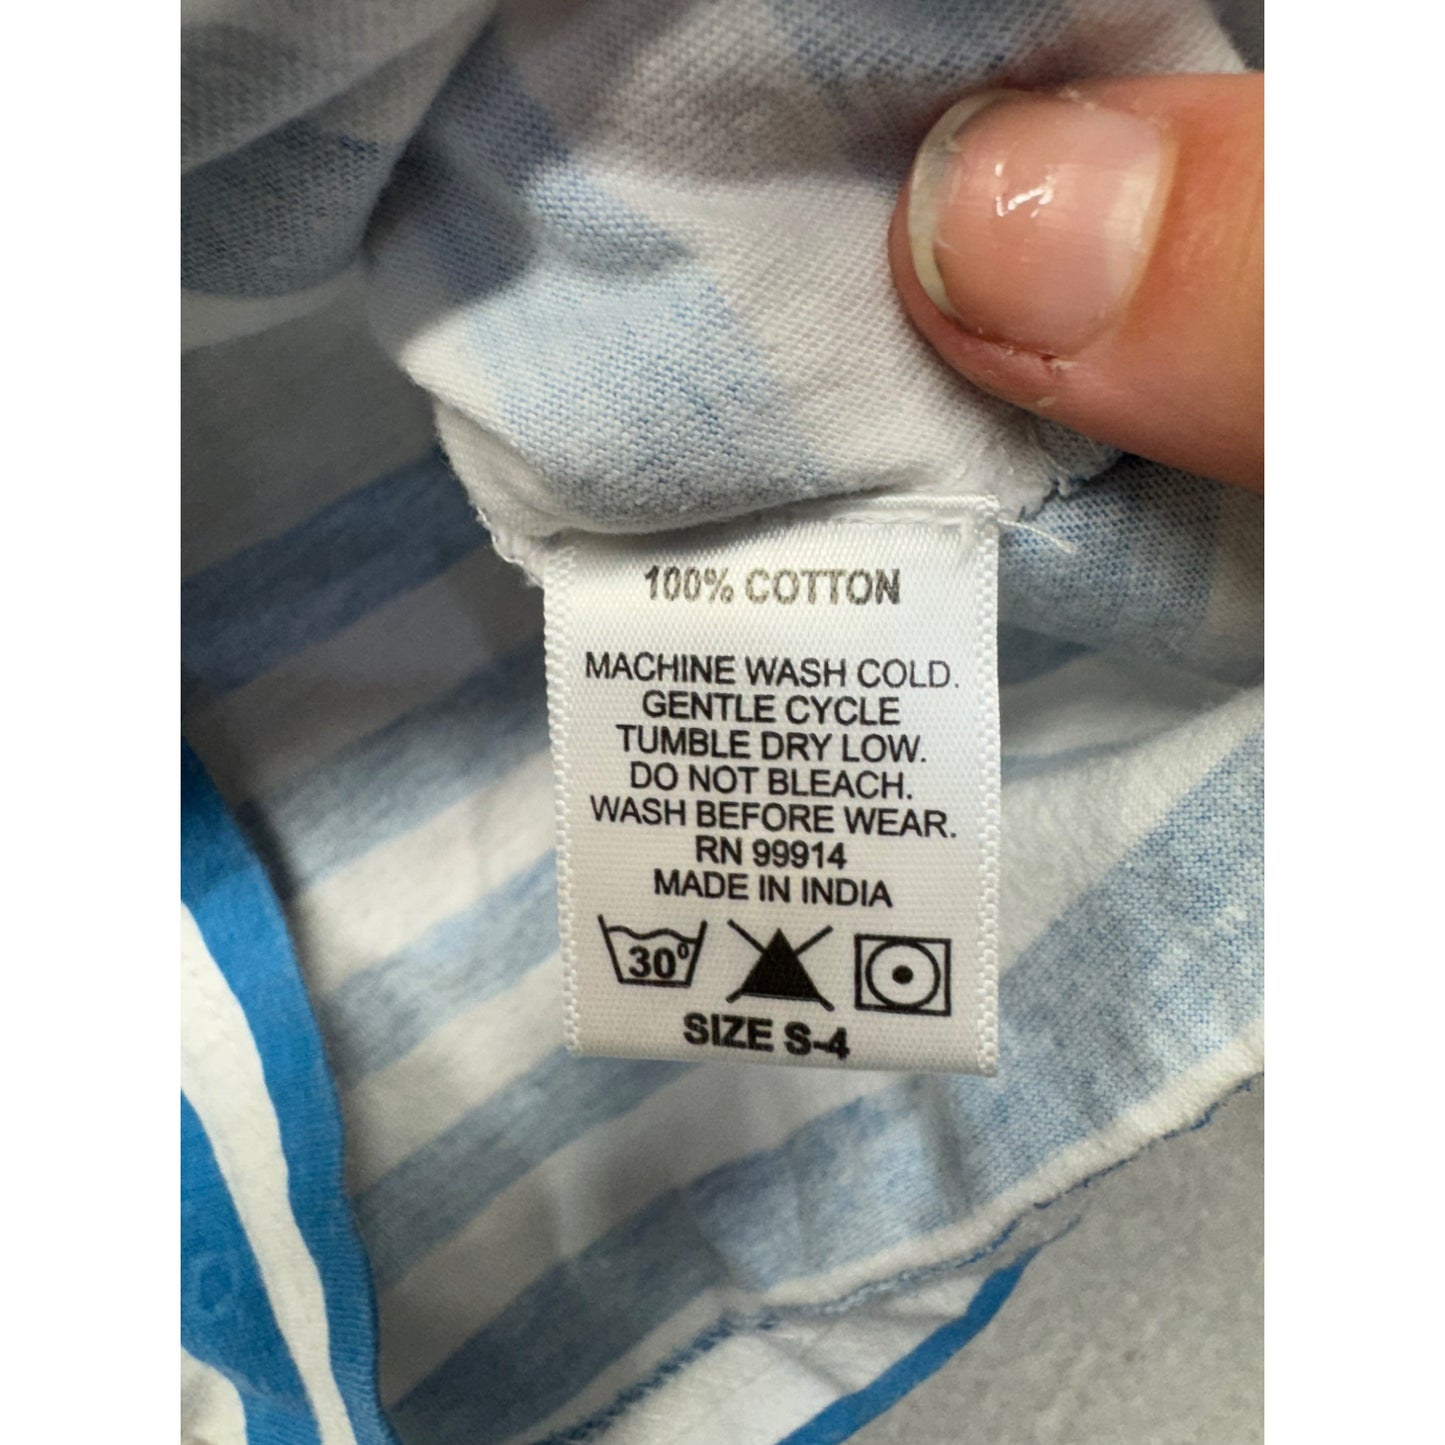 100% COTTON
MACHINE WASH COLD.
GENTLE CYCLE
TUMBLE DRY LOW.
DO NOT BLEACH.
WASH BEFORE WEAR.
RN 99914
MADE IN INDIA
30⁰
SIZE S-4